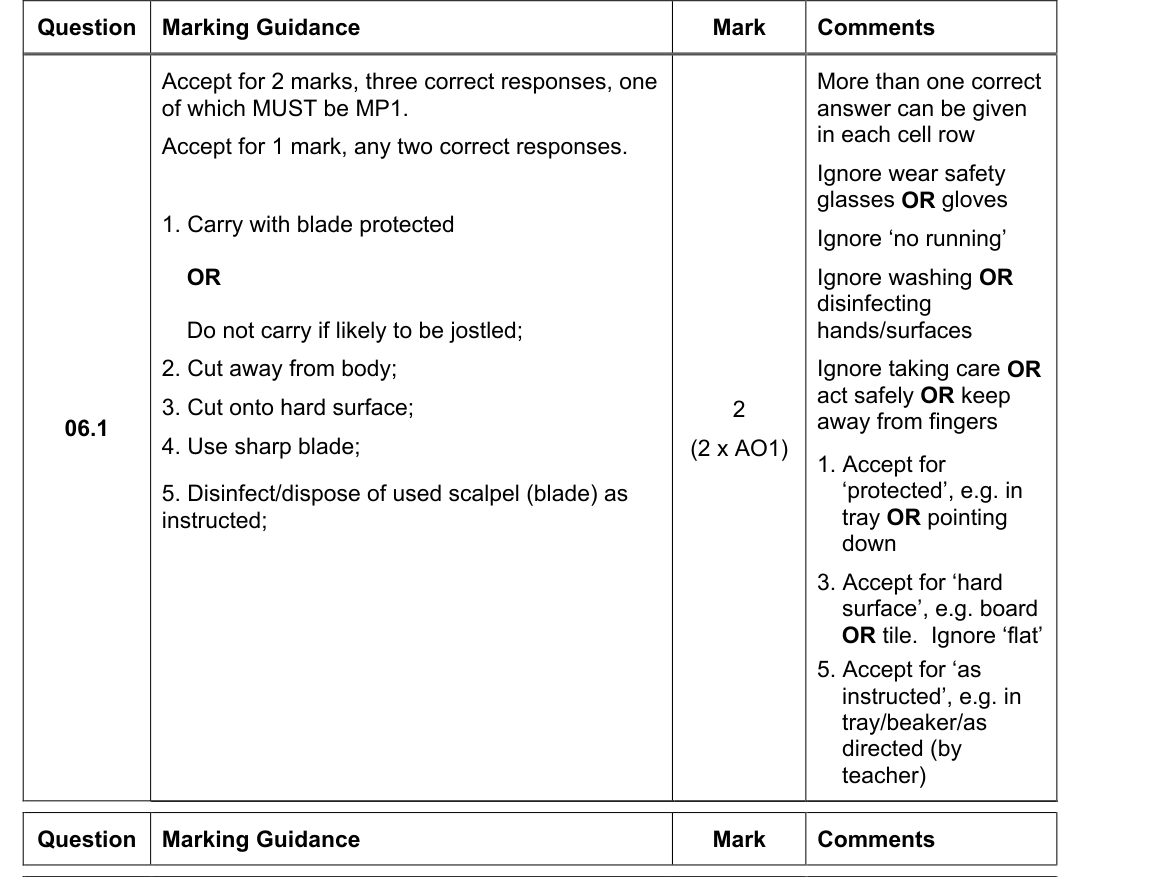 Question Marking Guidance Mark Comments
06.1
Accept for 2 marks, three correct responses, one
of which MUST be MP1.
Accept for 1 mark, any two correct responses.
1. Carry with blade protected
OR
Do not carry if likely to be jostled;
2. Cut away from body;
3. Cut onto hard surface;
4. Use sharp blade;
5. Disinfect/dispose of used scalpel (blade) as
instructed;
2
(2 x AO1)
More than one correct
answer can be given
in each cell row
Ignore wear safety
glasses OR gloves
Ignore ‘no running’
Ignore washing OR
disinfecting
hands/surfaces
Ignore taking care OR
act safely OR keep
away from fingers
1. Accept for
‘protected’, e.g. in
tray OR pointing
down
3. Accept for ‘hard
surface’, e.g. board
OR tile.  Ignore ‘flat’
5. Accept for ‘as
instructed’, e.g. in
tray/beaker/as
directed (by
teacher)
Question Marking Guidance Mark Comments